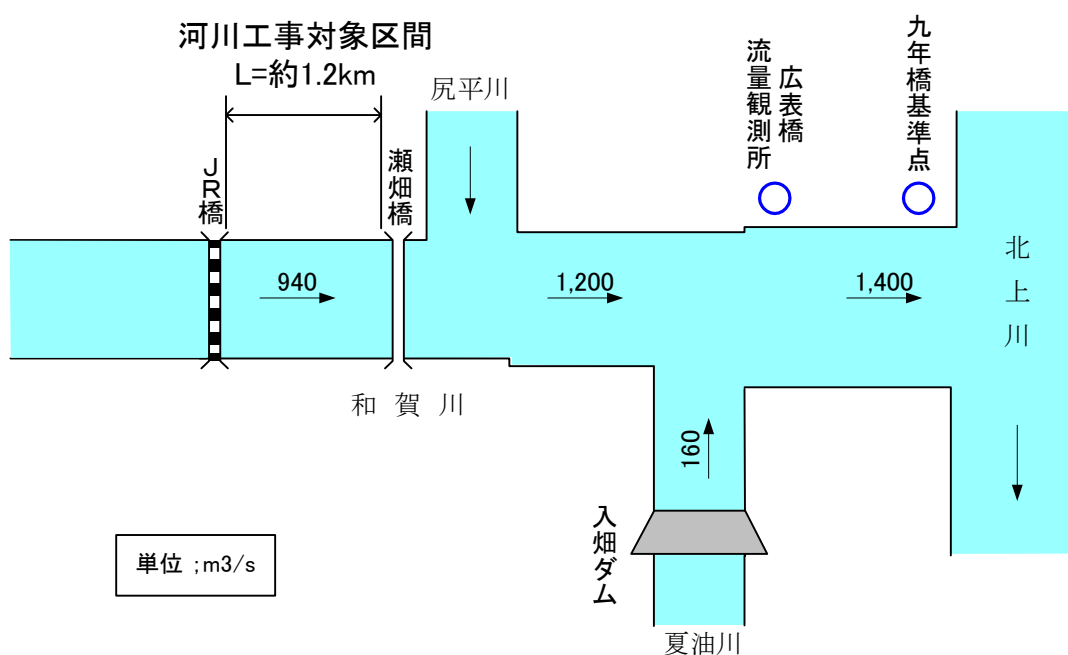 河川工事対象区間
L=約1.2km
尻平川
広表橋
流量観測所
九年橋基準点
JR橋
瀬畑橋
940
1,200
1,400
北上川
和賀川
160
入畑ダム
単位;m3/s
夏油川